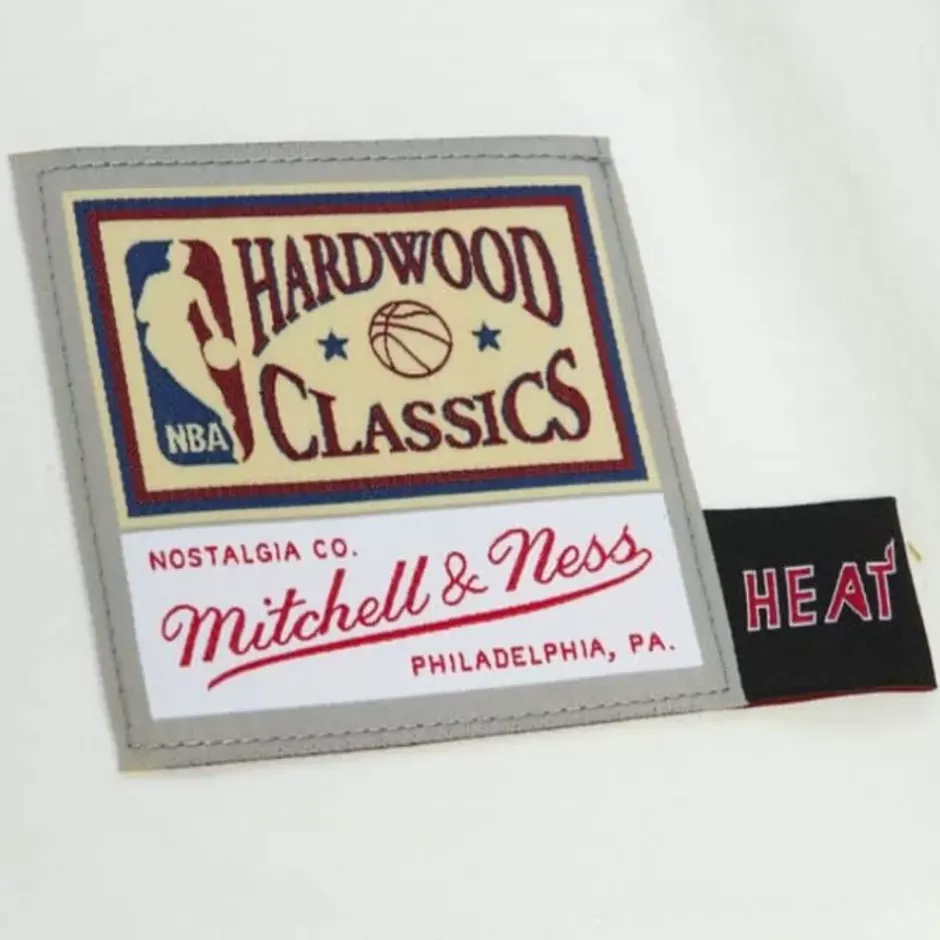 HARDWOOD
CLASSICS
NBA
NOSTALGIA CO.
Mitchell & Ness
PHILADELPHIA, PA.
HEAT